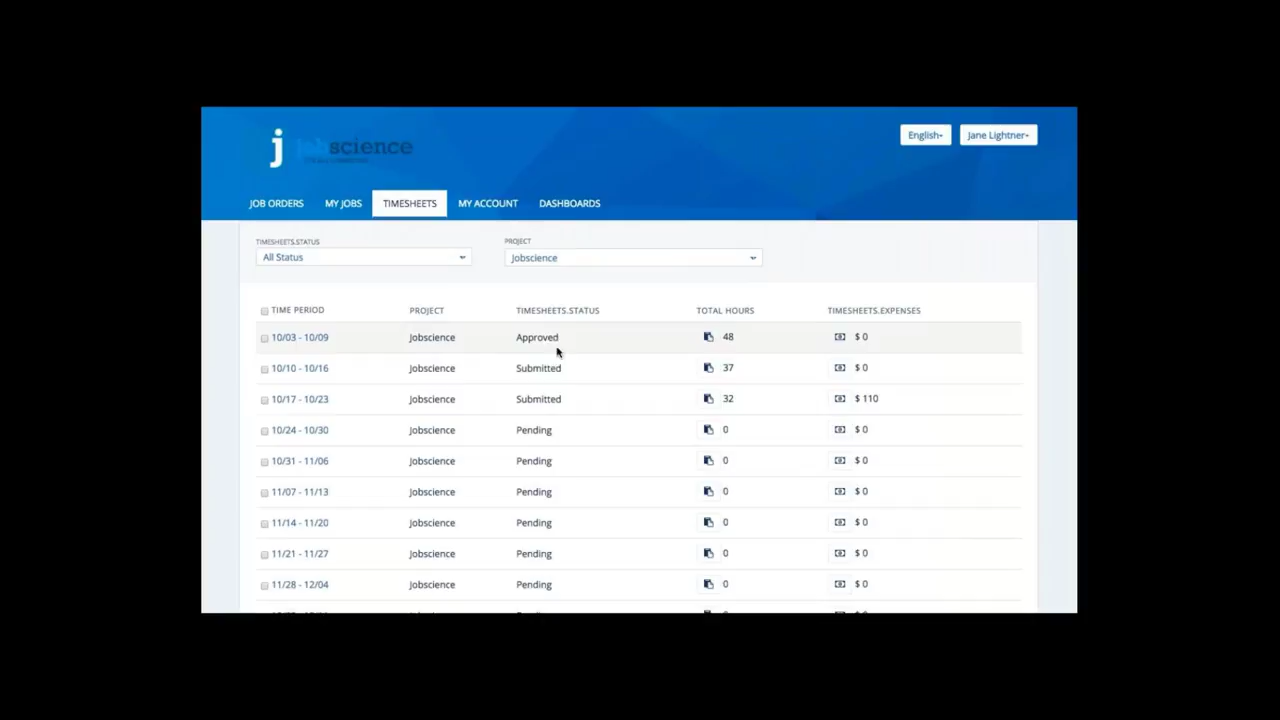 j jobscience
English
Jane Lightner
JOB ORDERS MY JOBS TIMESHEETS MY ACCOUNT DASHBOARDS
TIMESHEETS.STATUS PROJECT
All Status Jobscience
TIME PERIOD PROJECT TIMESHEETS.STATUS TOTAL HOURS TIMESHEETS.EXPENSES
10/03 - 10/09 Jobscience Approved 48 $ 0
10/10 - 10/16 Jobscience Submitted 37 $ 0
10/17 - 10/23 Jobscience Submitted 32 $ 110
10/24 - 10/30 Jobscience Pending 0 $ 0
10/31 - 11/06 Jobscience Pending 0 $ 0
11/07 - 11/13 Jobscience Pending 0 $ 0
11/14 - 11/20 Jobscience Pending 0 $ 0
11/21 - 11/27 Jobscience Pending 0 $ 0
11/28 - 12/04 Jobscience Pending 0 $ 0